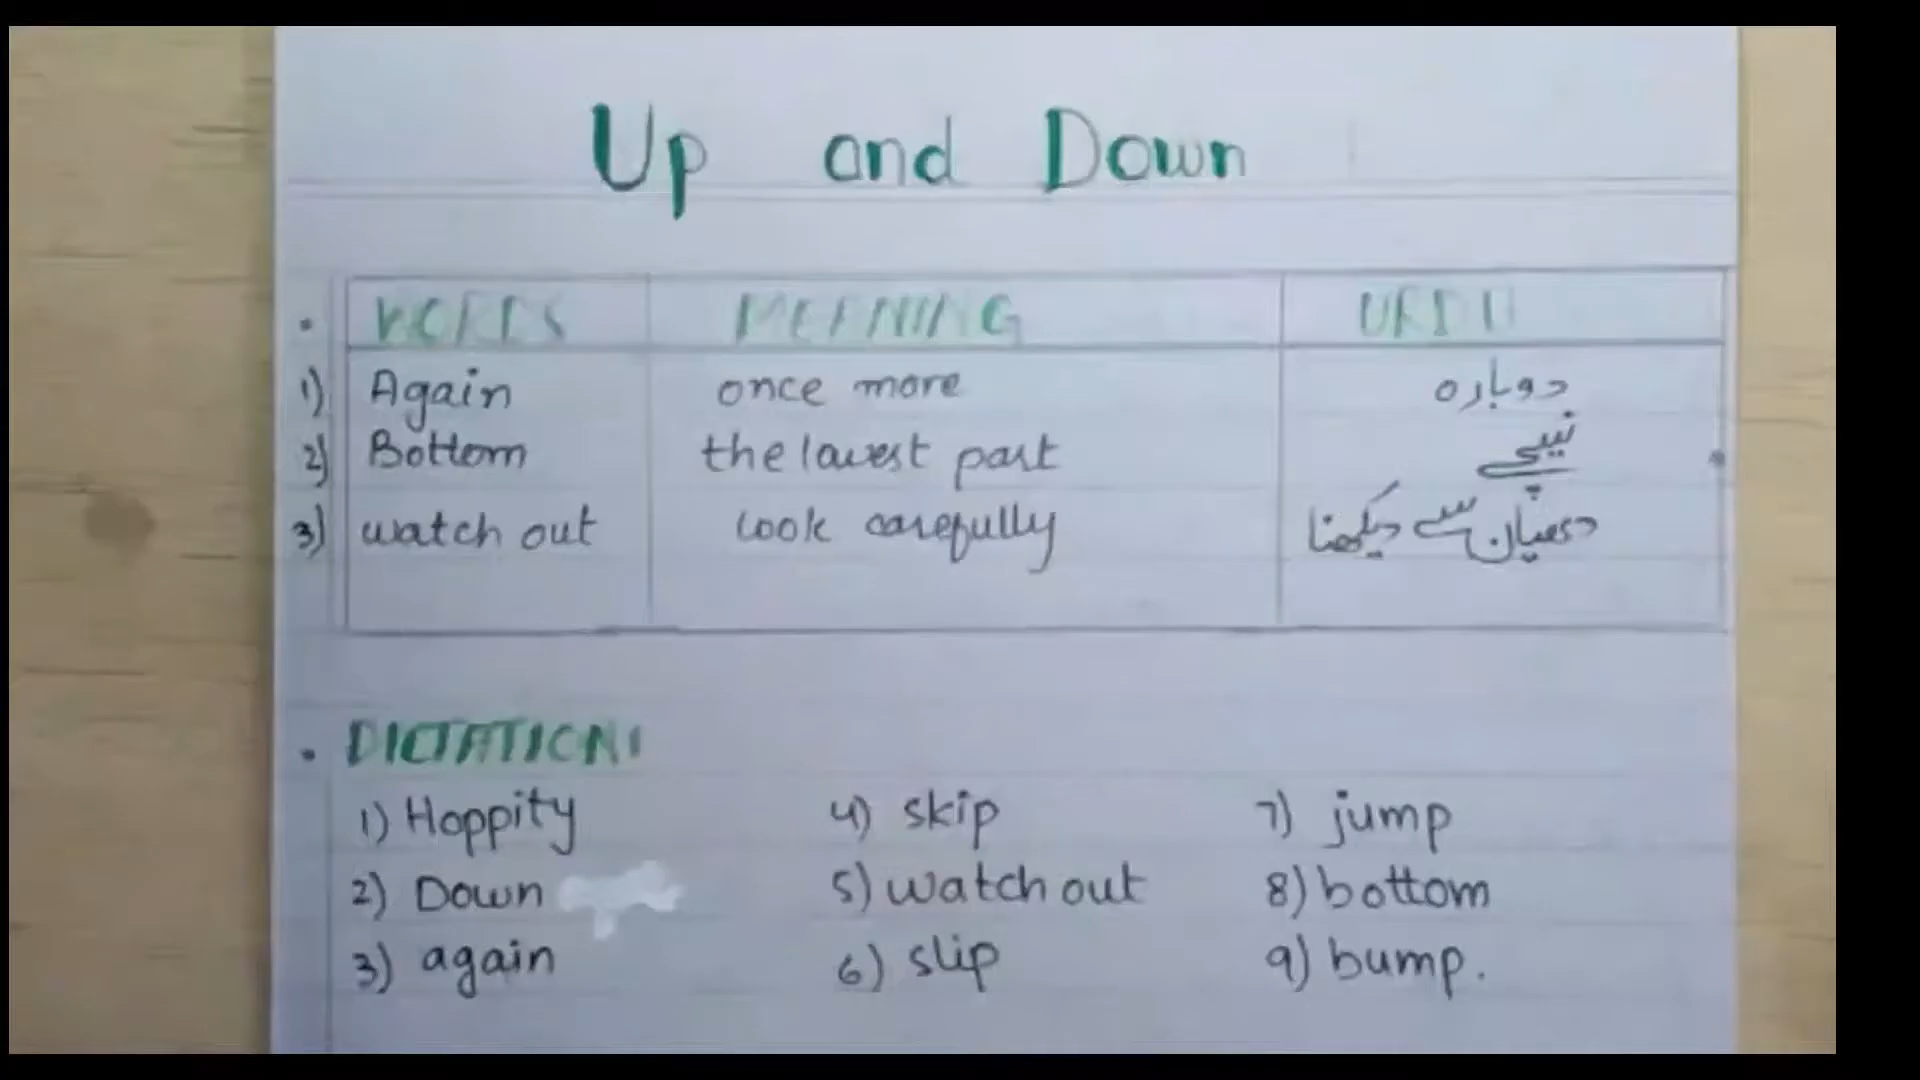 Up and Down
WORDS MEENING URDU
1) Again once more دوبارہ
2) Bottom the lowest part نیچے
3) watch out look carefully دھیان سے دیکھنا
DICTATION:
1) Hoppity 4) skip 7) jump
2) Down 5) watch out 8) bottom
3) again 6) slip 9) bump.